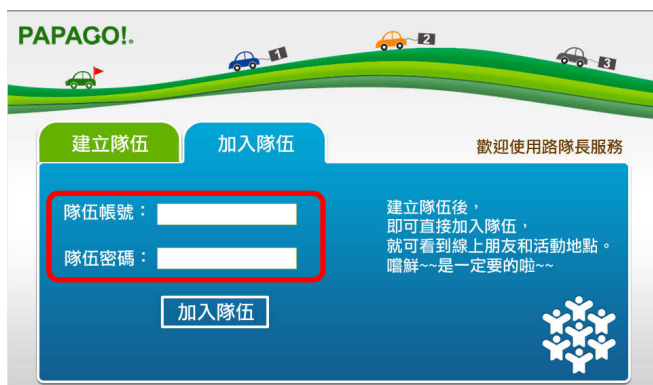 PAPAGO!.
1
2
3
建立隊伍
加入隊伍
歡迎使用路隊長服務
隊伍帳號：
隊伍密碼：
加入隊伍
建立隊伍後，
即可直接加入隊伍，
就可看到線上朋友和活動地點。
嚐鮮~~是一定要的啦~~